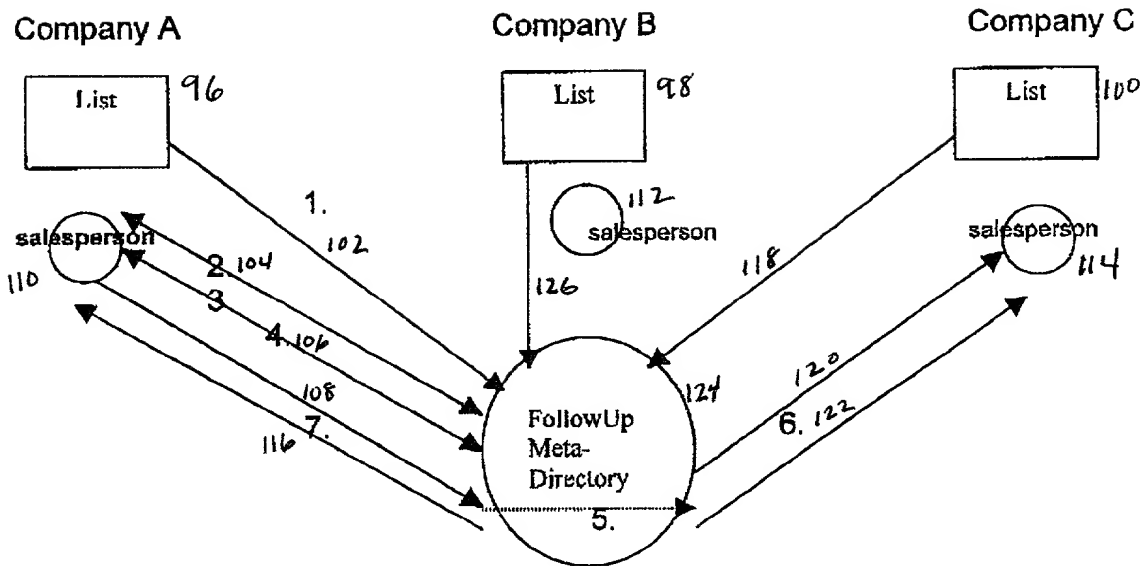 Company A
Company B
Company C
List 96
List 98
List 100
1.
102
112
salesperson
salesperson
salesperson
110
114
2. 104
3
4. 106
126
118
108
7.
116
124
120
6. 122
FollowUp
Meta-
Directory
5.